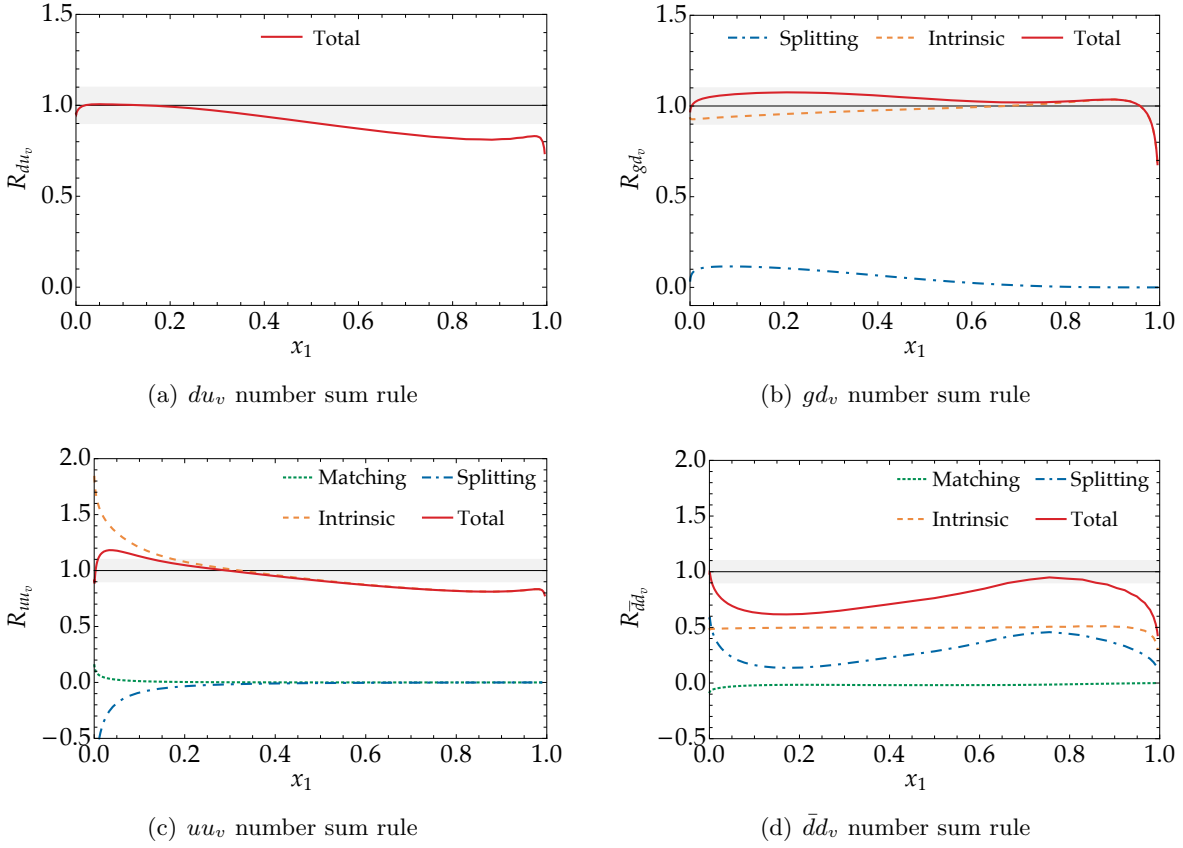 Total
R_{du_v}
1.5
1.0
0.5
0.0
0.0 0.2 0.4 0.6 0.8 1.0
x_1
(a) du_v number sum rule
Splitting Intrinsic Total
R_{gd_v}
1.5
1.0
0.5
0.0
0.0 0.2 0.4 0.6 0.8 1.0
x_1
(b) gd_v number sum rule
Matching Splitting
Intrinsic Total
R_{uu_v}
2.0
1.5
1.0
0.5
0.0
−0.5
0.0 0.2 0.4 0.6 0.8 1.0
x_1
(c) uu_v number sum rule
Matching Splitting
Intrinsic Total
R_{d̄d_v}
2.0
1.5
1.0
0.5
0.0
−0.5
0.0 0.2 0.4 0.6 0.8 1.0
x_1
(d) d̄d_v number sum rule